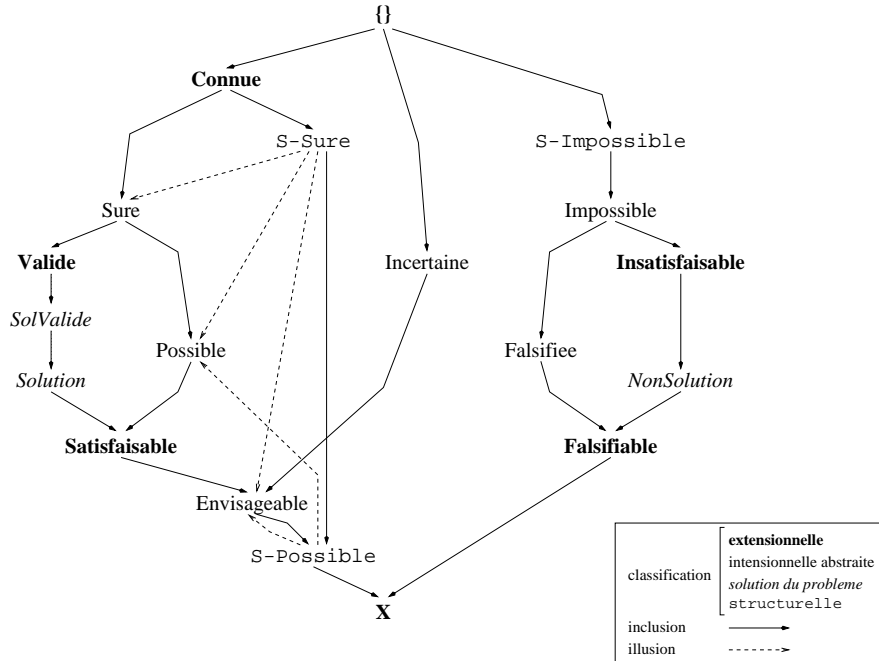 {}
Connue
S-Sure
S-Impossible
Sure
Impossible
Valide
Incertaine
Insatisfaisable
SolValide
Possible
Falsifiee
Solution
NonSolution
Satisfaisable
Falsifiable
Envisageable
S-Possible
X
classification
extensionnelle
intensionnelle abstraite
solution du probleme
structurelle
inclusion
illusion